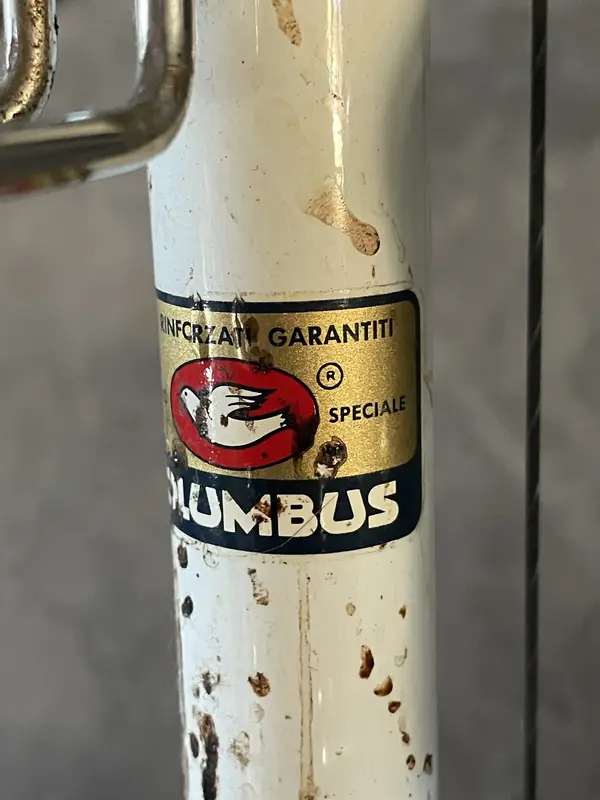 RINFORZATI GARANTITI
®
SPECIALE
OLUMBUS